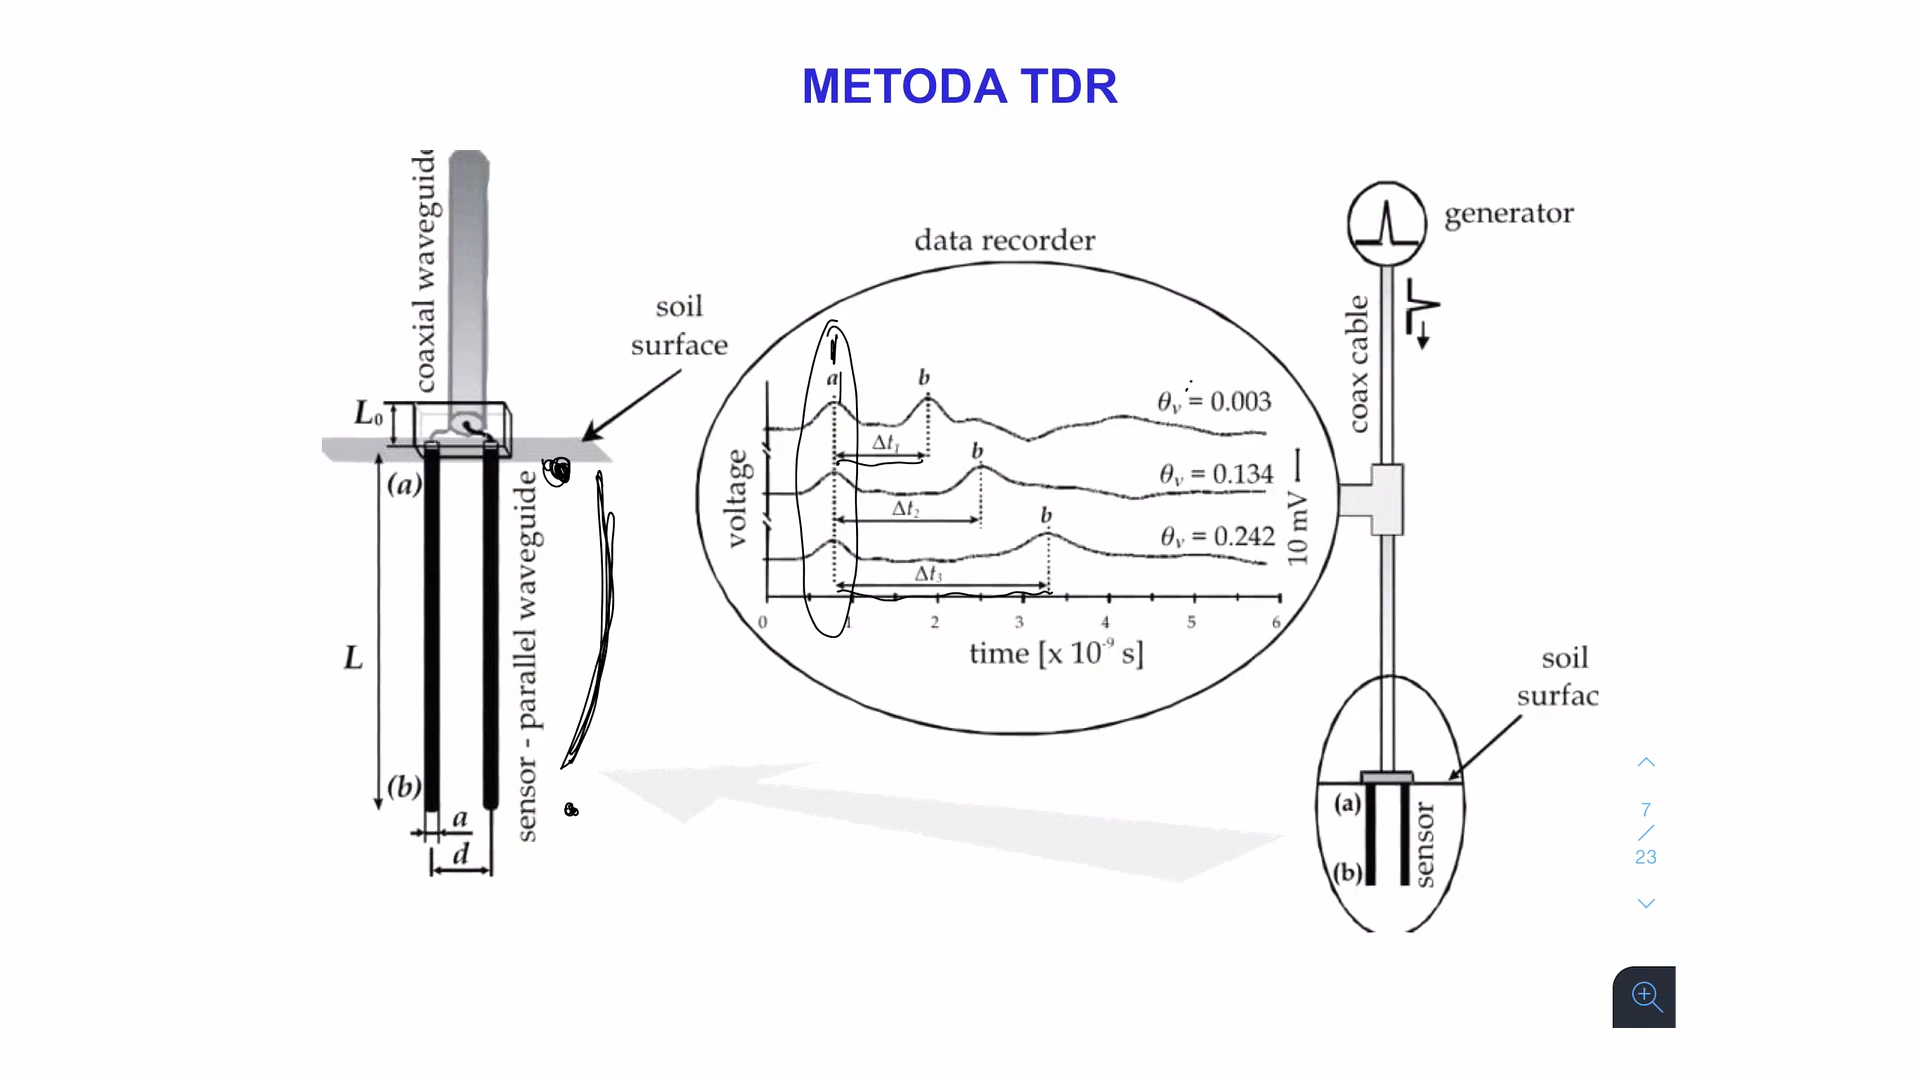 METODA TDR
coaxial waveguide
L₀
(a)
L
(b)
a
d
sensor - parallel waveguide
soil
surface
data recorder
voltage
a
b
θᵥ = 0.003
Δt₁
b
θᵥ = 0.134
Δt₂
b
θᵥ = 0.242
Δt₃
10 mV
0 1 2 3 4 5 6
time [x 10⁻⁹ s]
generator
coax cable
soil
surfac
(a)
(b)
sensor
7
/
23